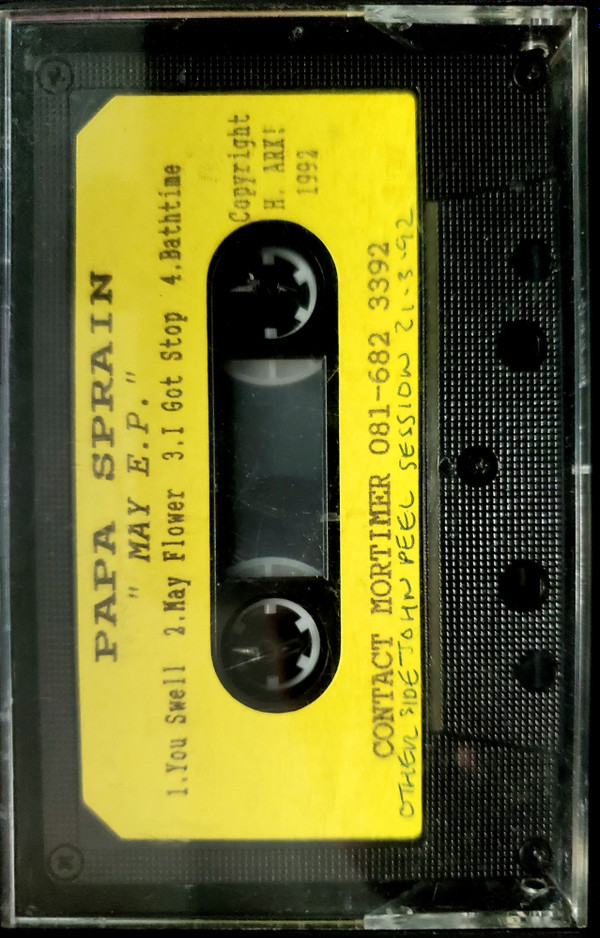 PAPA SPRAIN
" MAY E.P. "
1.You Swell 2.May Flower 3.I Got Stop 4.Bathtime
Copyright
H. ARK!
1992
CONTACT MORTIMER 081-682 3392
OTHER SIDE JOHN PEEL SESSION 21-3-92